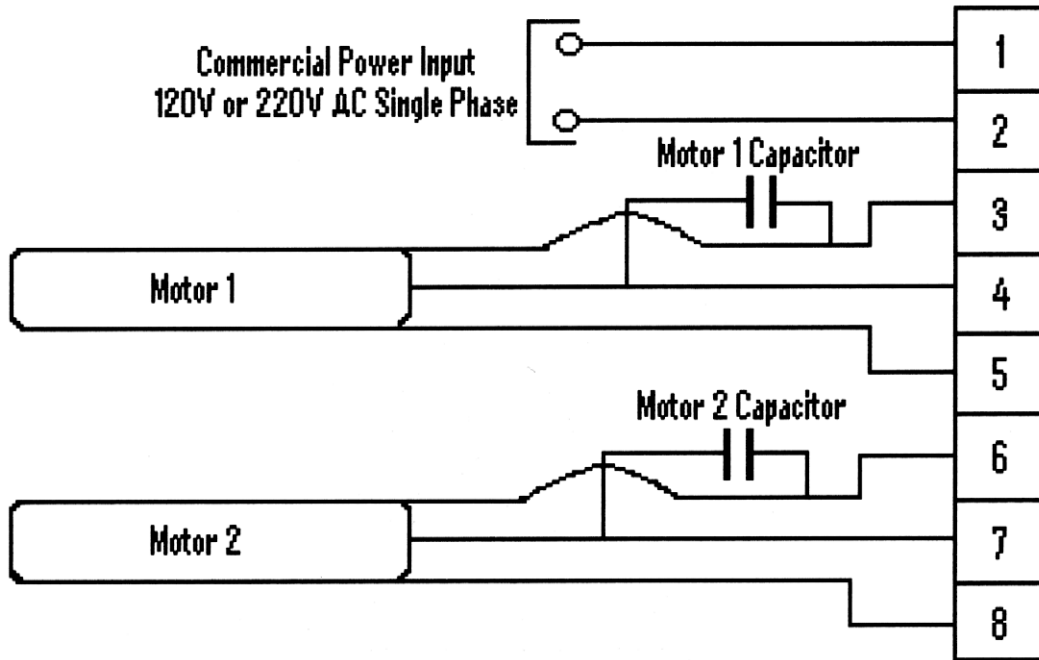 Commercial Power Input
120V or 220V AC Single Phase
1
2
Motor 1 Capacitor
3
Motor 1
4
5
Motor 2 Capacitor
6
Motor 2
7
8